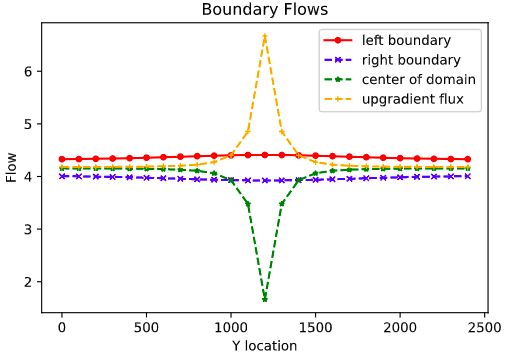 Boundary Flows
left boundary
right boundary
center of domain
upgradient flux
Flow
6
5
4
3
2
0 500 1000 1500 2000 2500
Y location